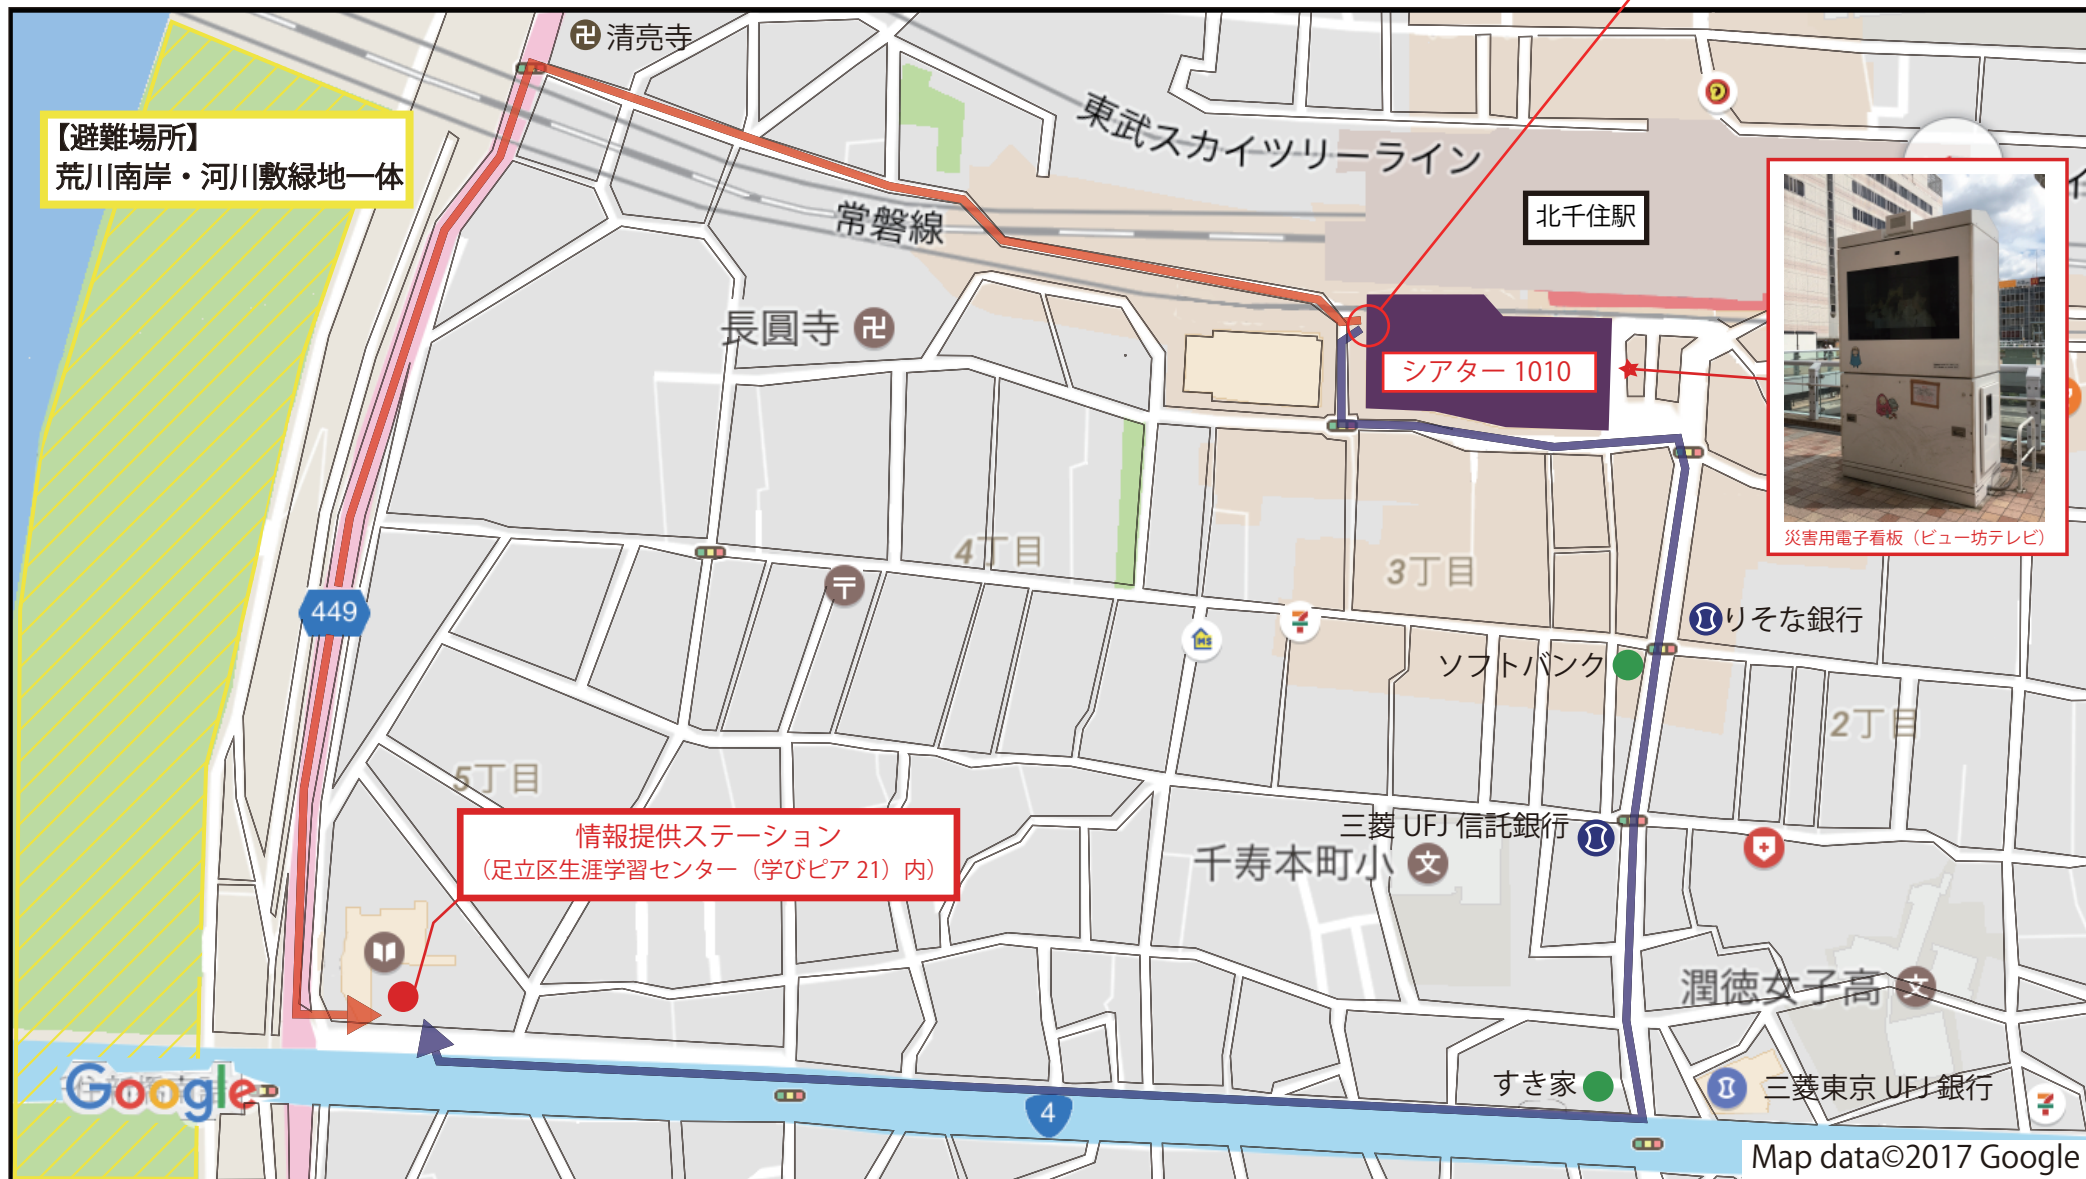 清亮寺
【避難場所】
荒川南岸・河川敷緑地一体
東武スカイツリーライン
常磐線
北千住駅
長圓寺
シアター 1010
災害用電子看板（ビュー坊テレビ）
4丁目
3丁目
449
りそな銀行
ソフトバンク
2丁目
5丁目
情報提供ステーション
（足立区生涯学習センター（学びピア 21）内）
三菱 UFJ 信託銀行
千寿本町小
文
潤徳女子高
文
Google
すき家
三菱東京 UFJ 銀行
4
Map data©2017 Google